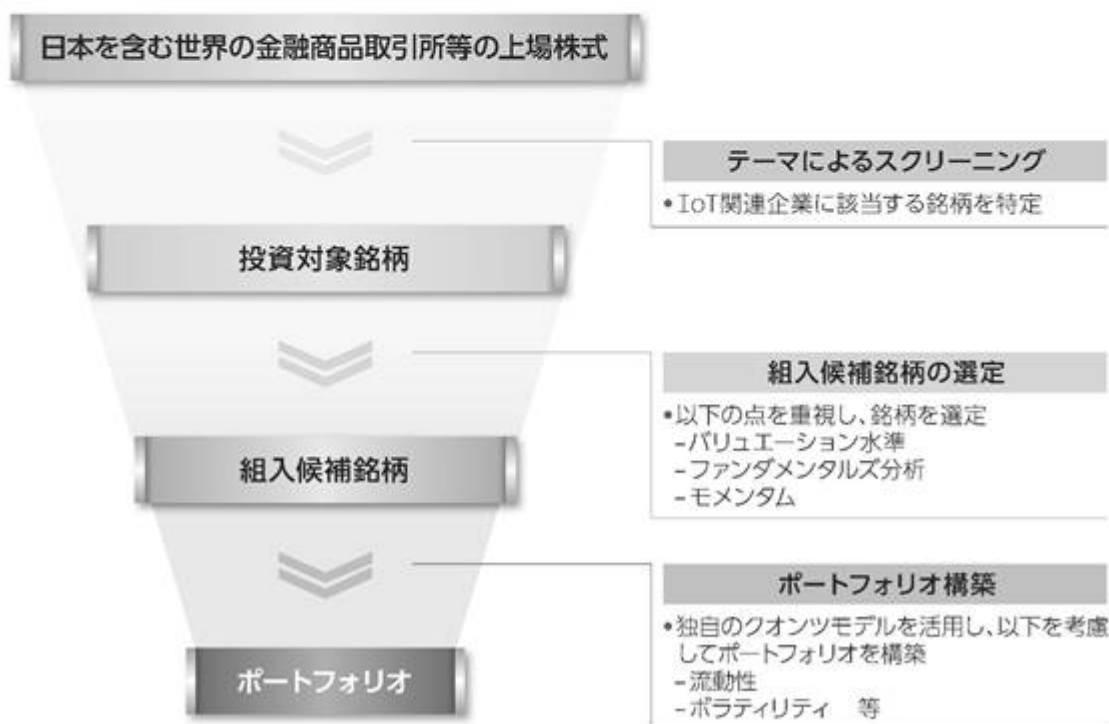 日本を含む世界の金融商品取引所等の上場株式
テーマによるスクリーニング
•IoT関連企業に該当する銘柄を特定
投資対象銘柄
組入候補銘柄の選定
•以下の点を重視し、銘柄を選定
-バリュエーション水準
-ファンダメンタルズ分析
-モメンタム
組入候補銘柄
ポートフォリオ構築
•独自のクオンツモデルを活用し、以下を考慮
してポートフォリオを構築
-流動性
-ボラティリティ 等
ポートフォリオ